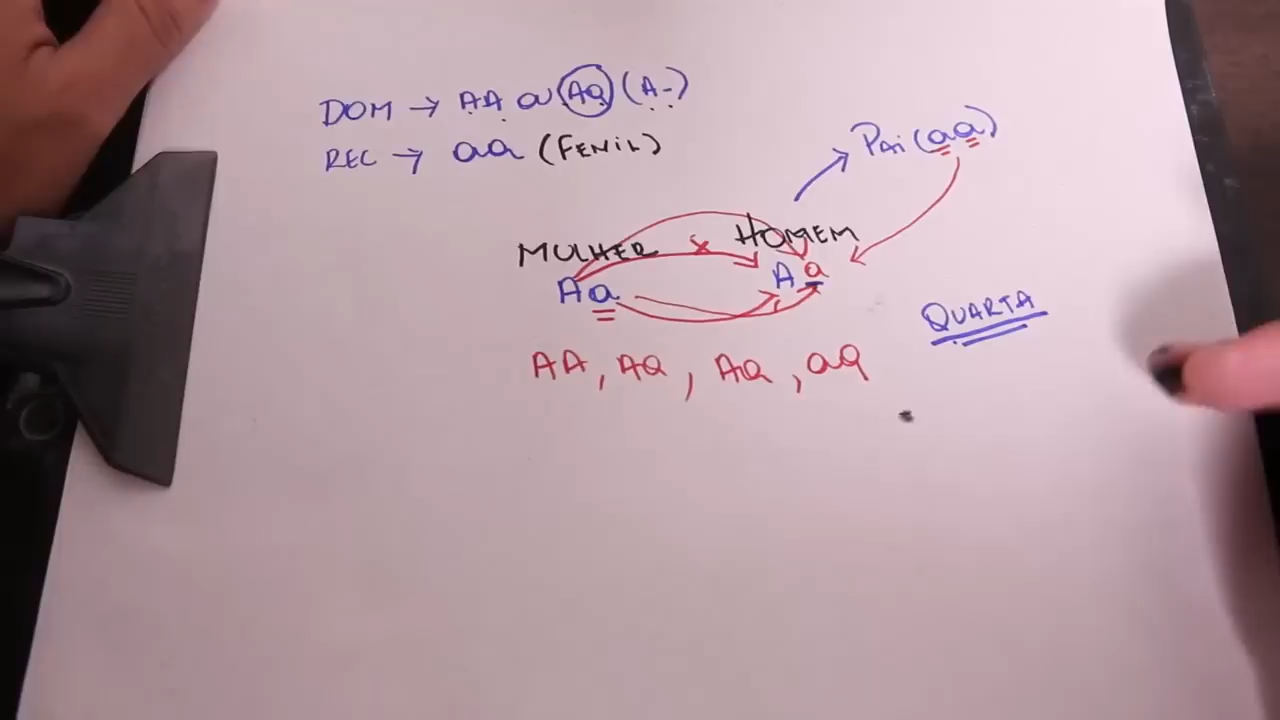 DOM → AA ou Aa (A-)
REC → aa (FENIL)
PAI (aa)
MULHER x HOMEM
Aa Aa
QUARTA
AA, Aa, Aa, aa